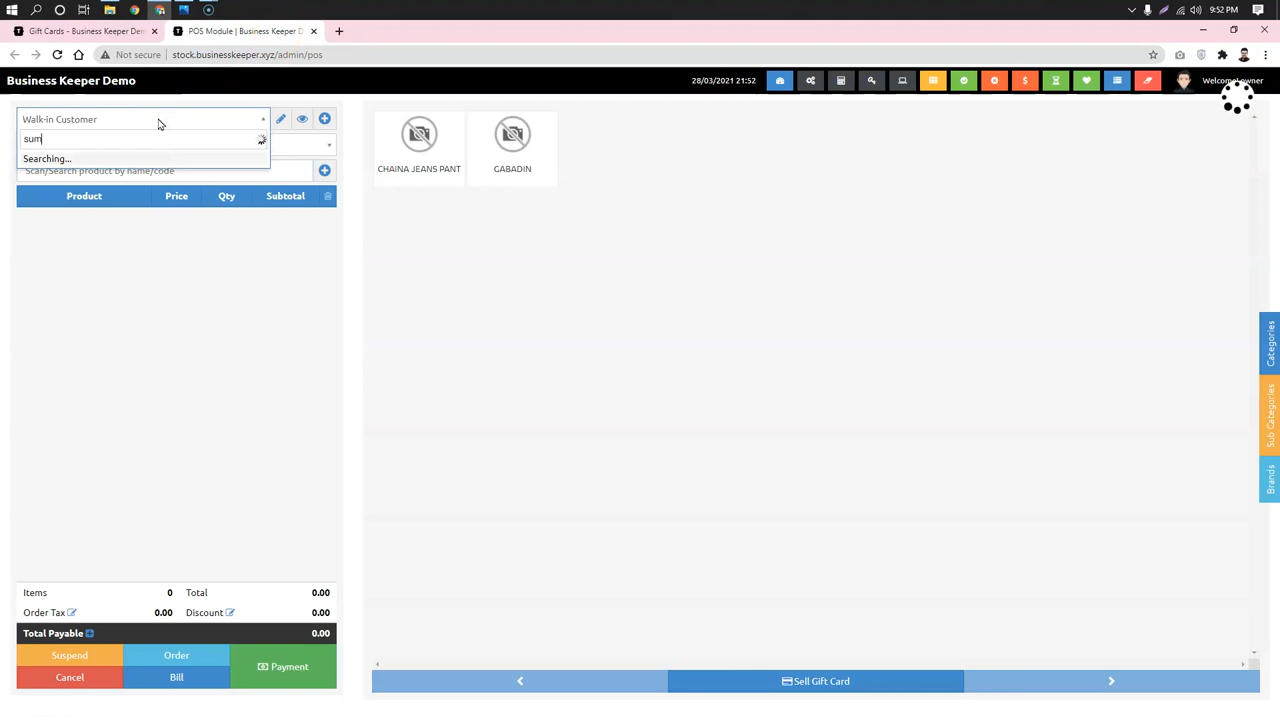 9:52 PM
Gift Cards - Business Keeper Dem
POS Module | Business Keeper D
Not secure
stock.businesskeeper.xyz/admin/pos
Business Keeper Demo
28/03/2021 21:52
Welcome! owner
Walk-in Customer
sum
Searching...
Scan/Search product by name/code
Product Price Qty Subtotal
CHAINA JEANS PANT
GABADIN
Categories
Sub Categories
Brands
Items 0 Total 0.00
Order Tax 0.00 Discount 0.00
Total Payable 0.00
Suspend Order Payment
Cancel Bill
Sell Gift Card